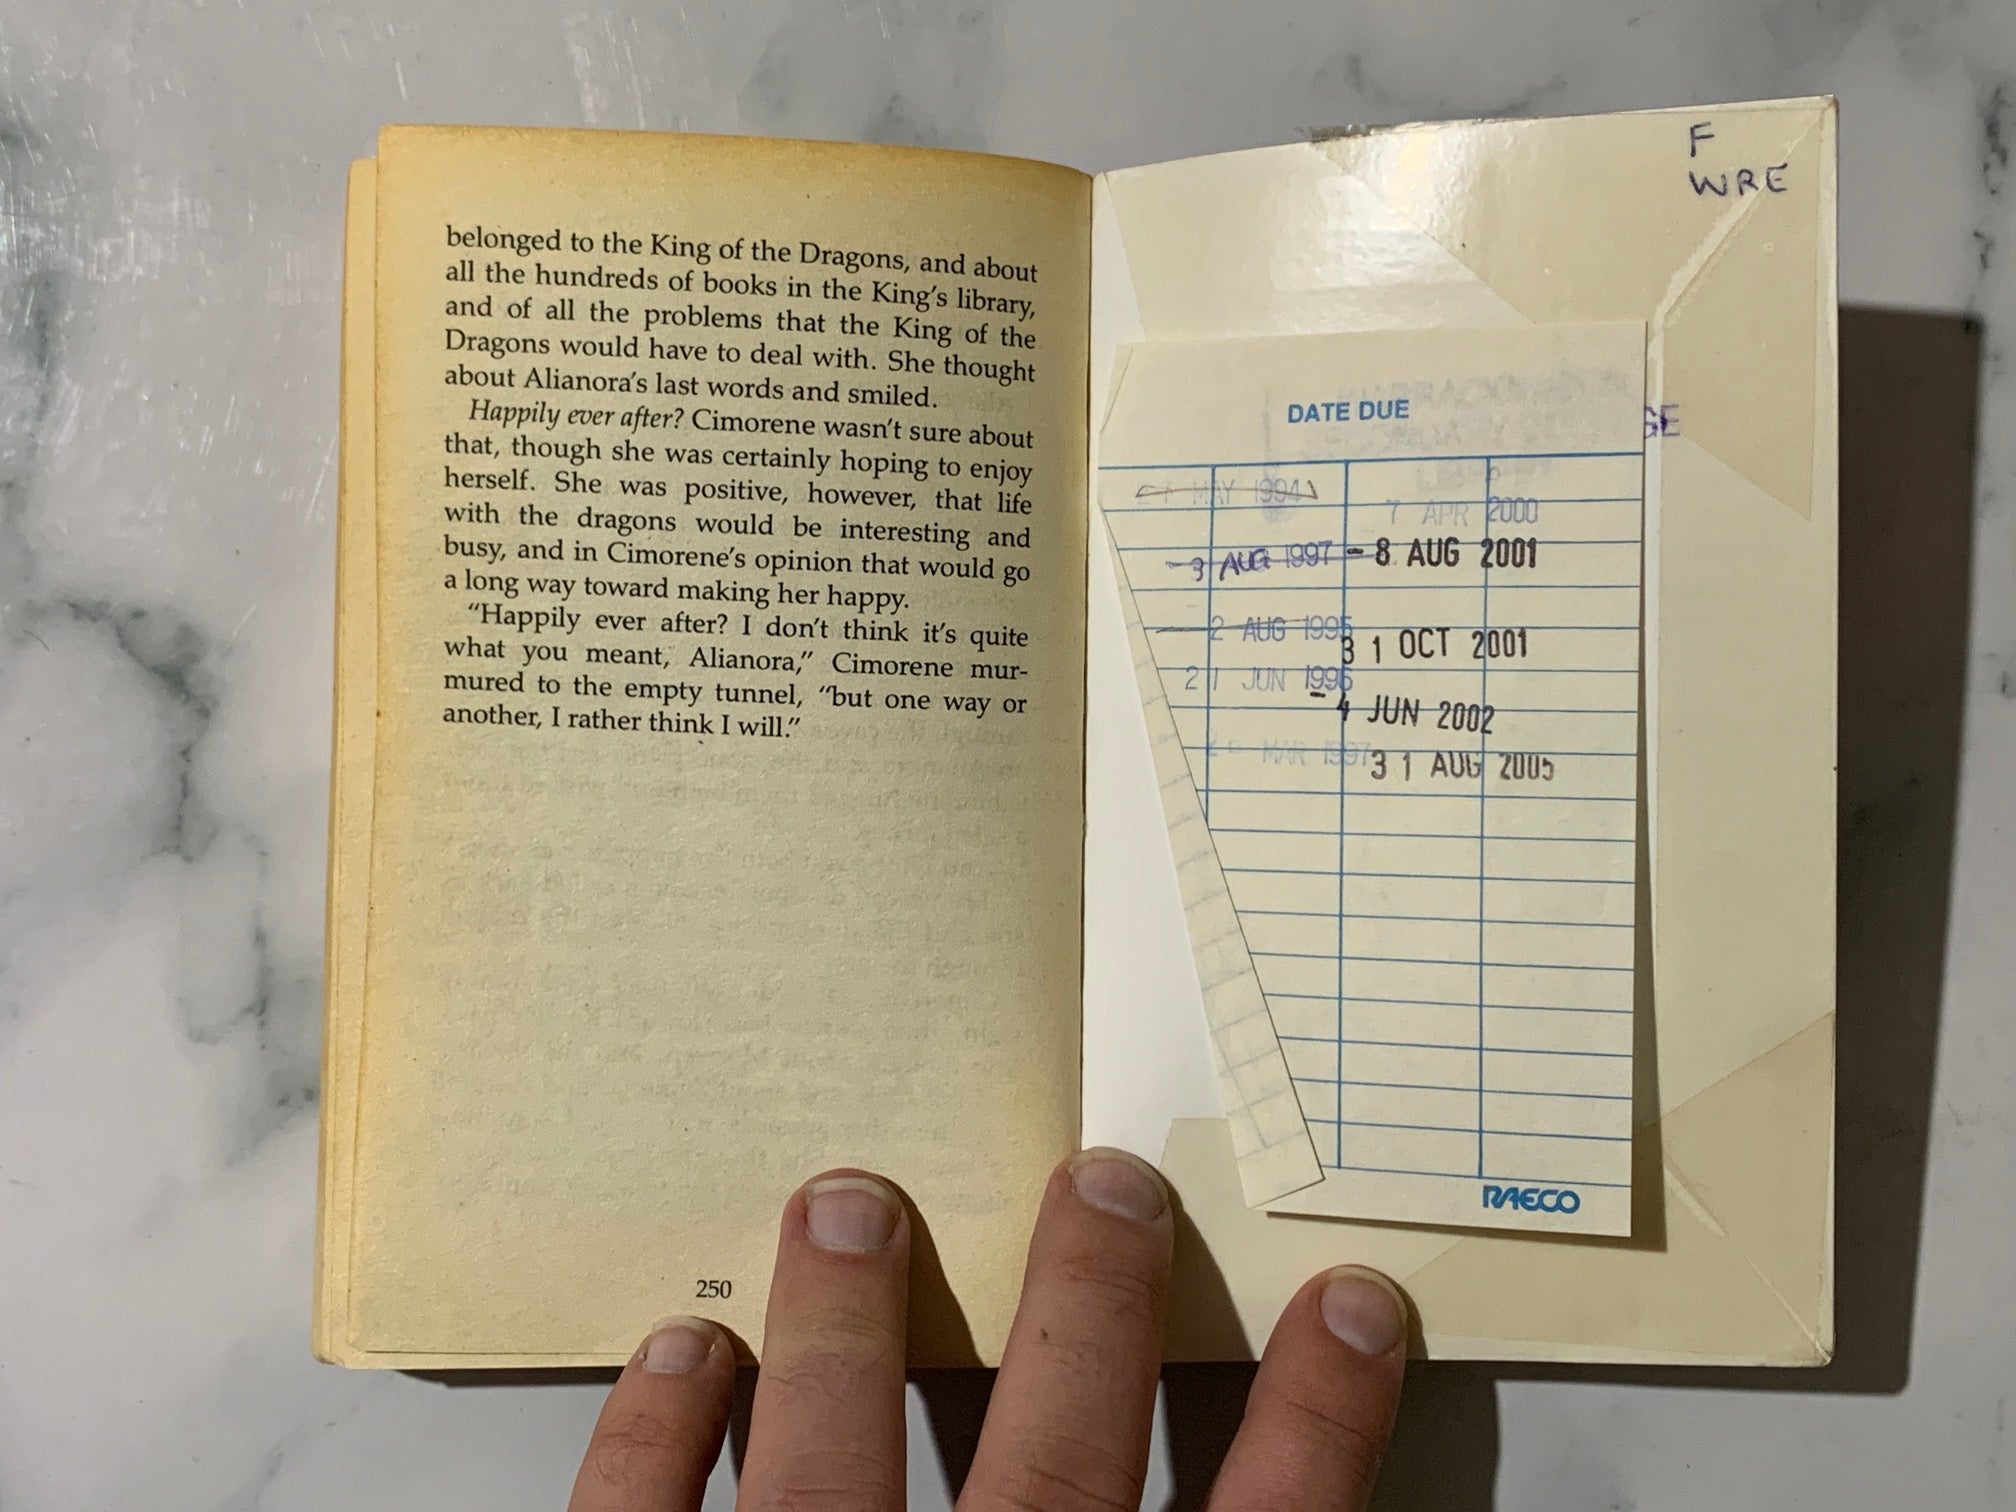 belonged to the King of the Dragons, and about
all the hundreds of books in the King's library,
and of all the problems that the King of the
Dragons would have to deal with. She thought
about Alianora's last words and smiled.
Happily ever after? Cimorene wasn't sure about
that, though she was certainly hoping to enjoy
herself. She was positive, however, that life
with the dragons would be interesting and
busy, and in Cimorene's opinion that would go
a long way toward making her happy.
"Happily ever after? I don't think it's quite
what you meant, Alianora," Cimorene mur-
mured to the empty tunnel, "but one way or
another, I rather think I will."
250
F
WRE
DATE DUE
MAY 1994
7 APR 2000
-3 AUG 1997
-8 AUG 2001
2 AUG 1995
31 OCT 2001
21 JUN 1996
-4 JUN 2002
MAR 1997
31 AUG 2005
RAECO